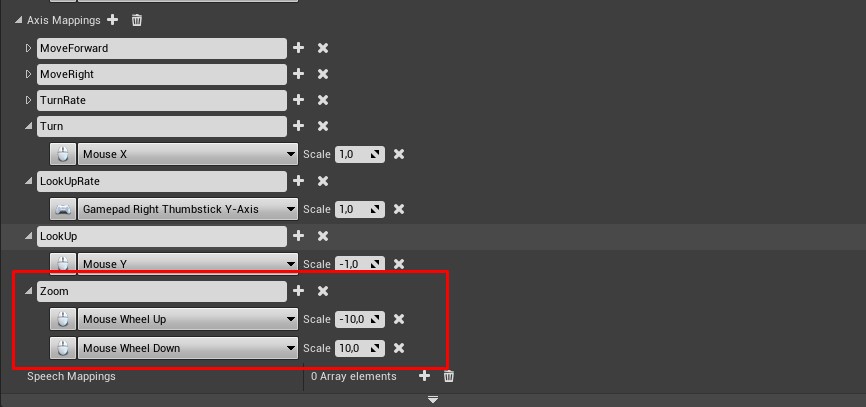 Axis Mappings
MoveForward
MoveRight
TurnRate
Turn
Mouse X Scale 1,0
LookUpRate
Gamepad Right Thumbstick Y-Axis Scale 1,0
LookUp
Mouse Y Scale -1,0
Zoom
Mouse Wheel Up Scale -10,0
Mouse Wheel Down Scale 10,0
Speech Mappings 0 Array elements